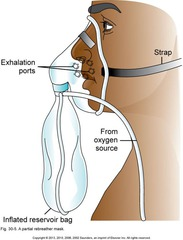 Exhalation
ports
Strap
From
oxygen
source
Inflated reservoir bag
Fig. 30-5 A partial rebreather mask.